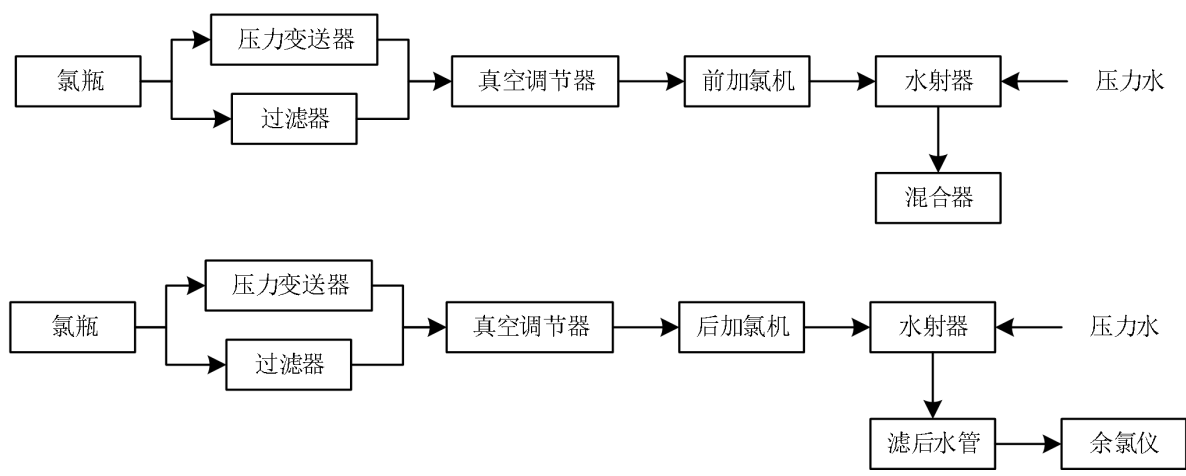 压力变送器
氯瓶
过滤器
真空调节器
前加氯机
水射器
压力水
混合器
压力变送器
氯瓶
过滤器
真空调节器
后加氯机
水射器
压力水
滤后水管
余氯仪